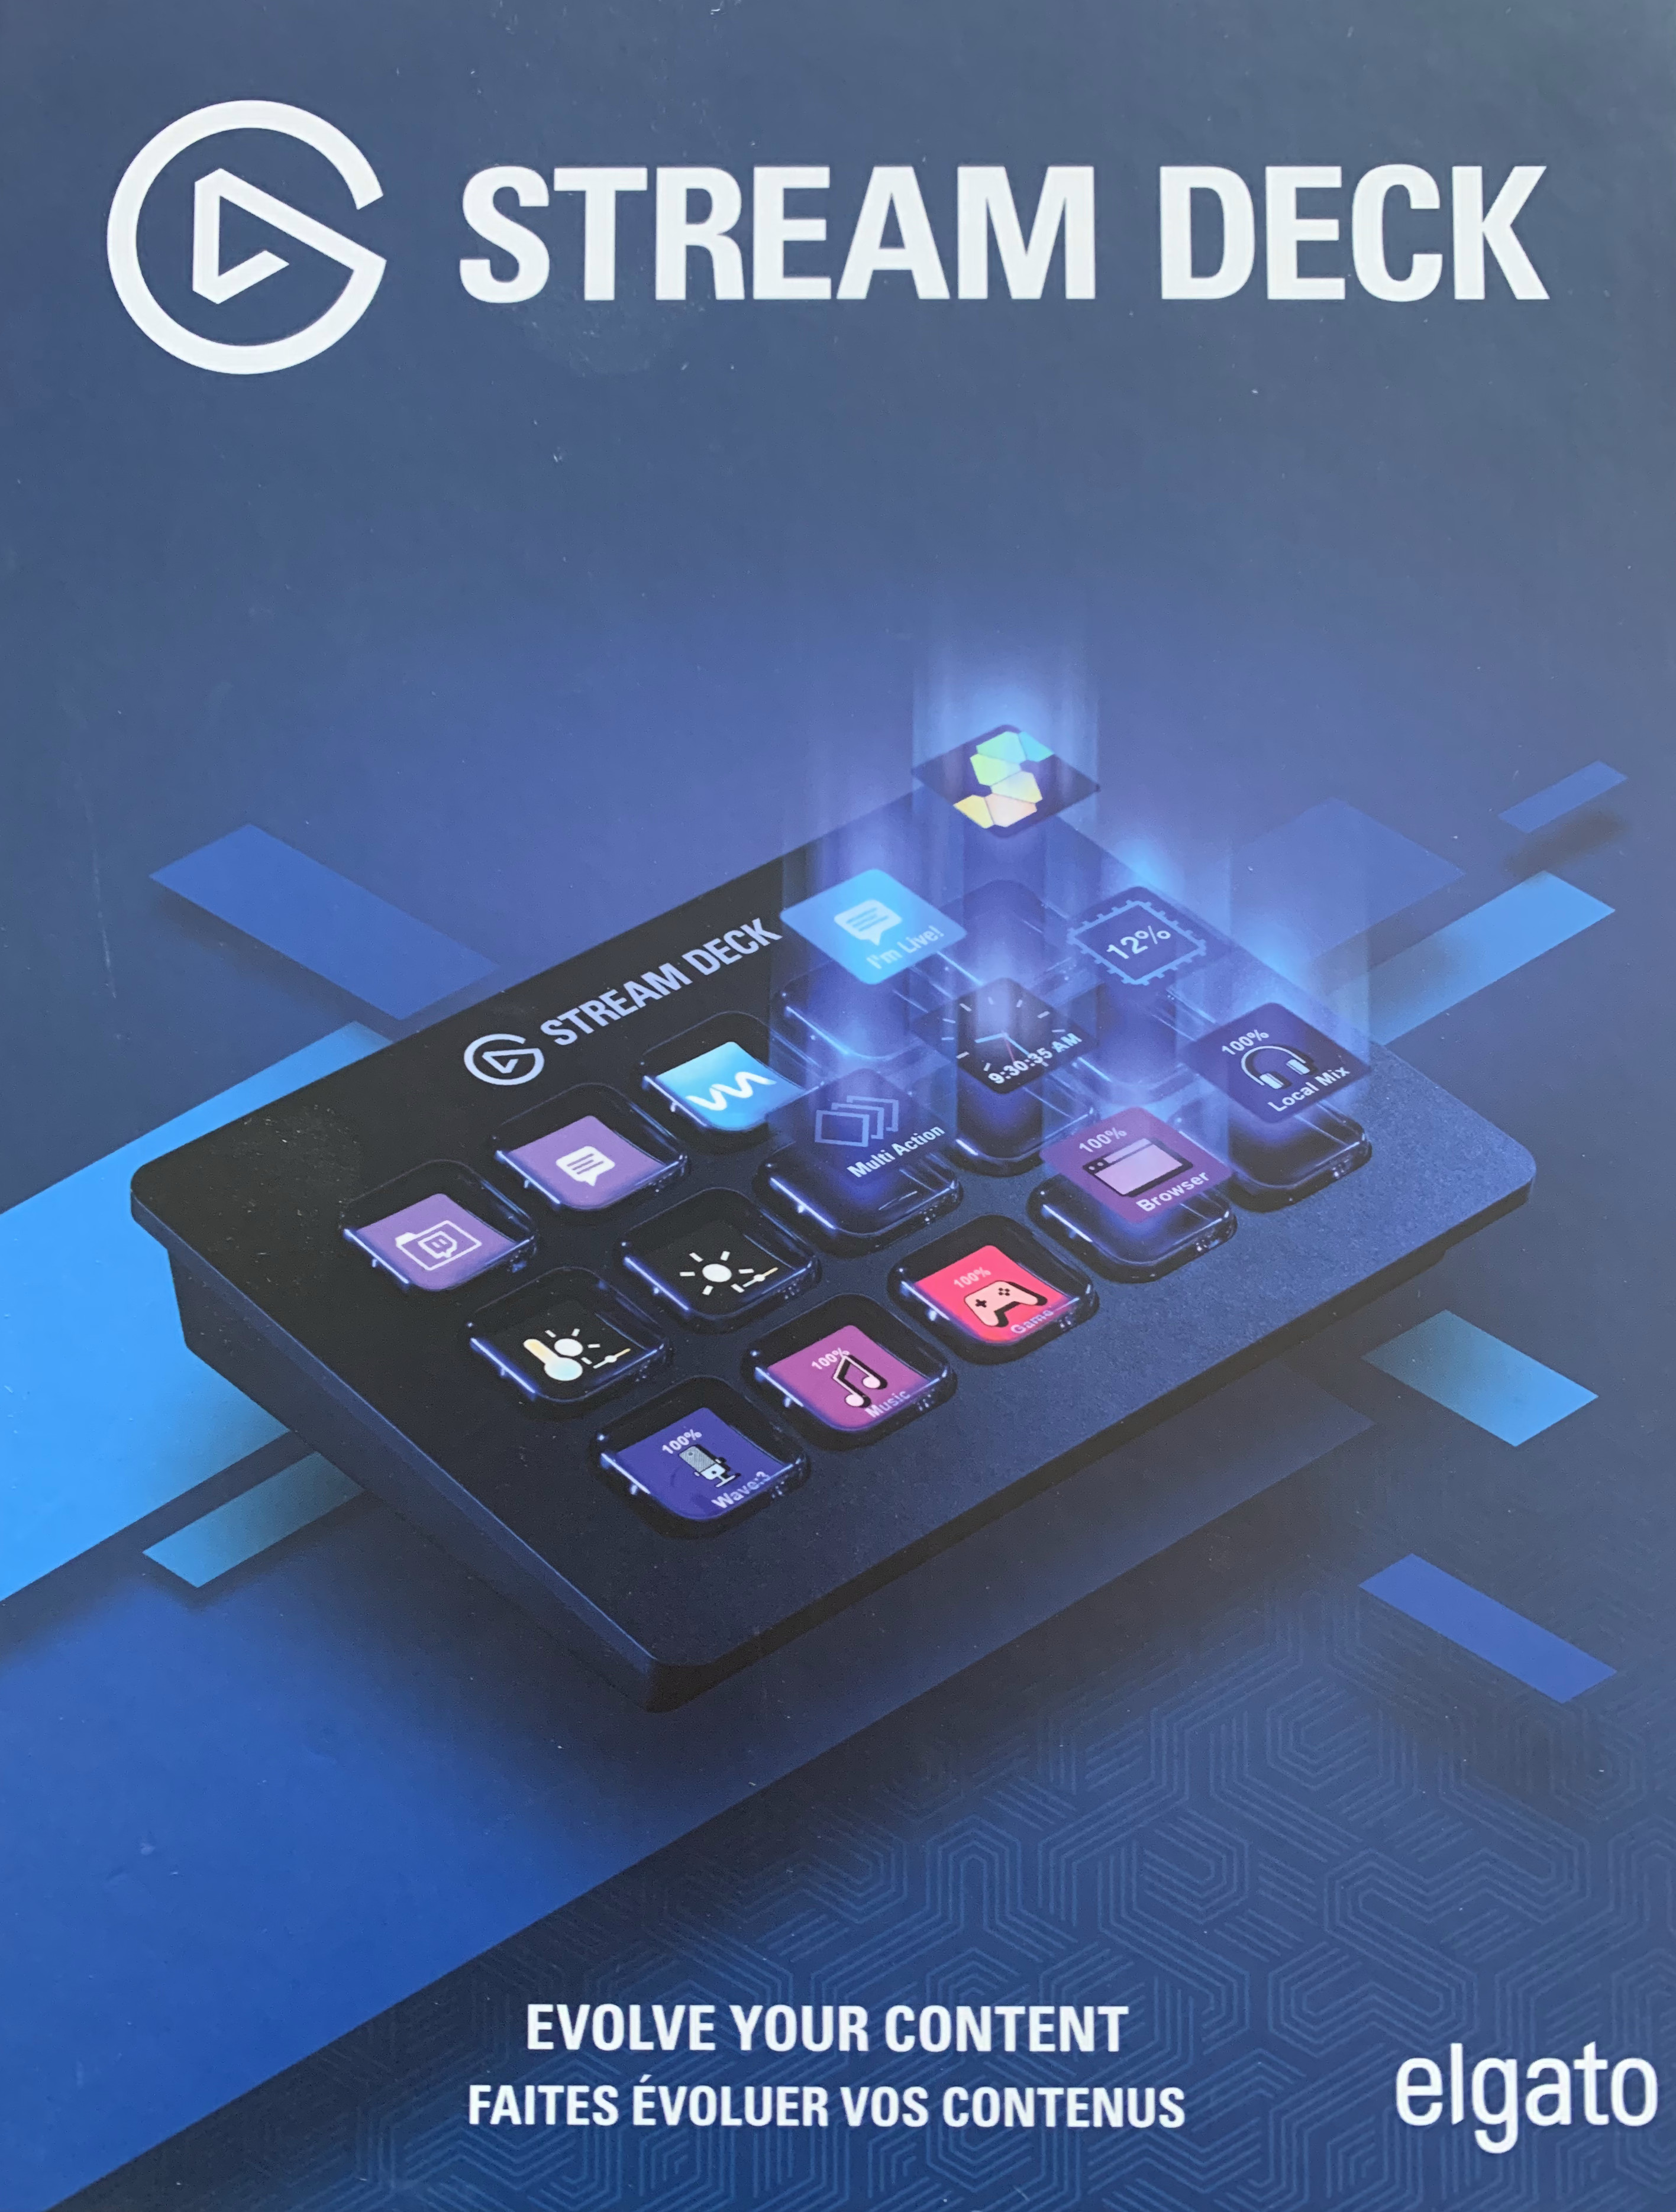 STREAM DECK
STREAM DECK
I'm Live!
12%
9:30:35 AM
100%
Local Mix
Multi Action
100%
Browser
100%
Game
100%
Music
100%
Wave:3
EVOLVE YOUR CONTENT
FAITES ÉVOLUER VOS CONTENUS
elgato